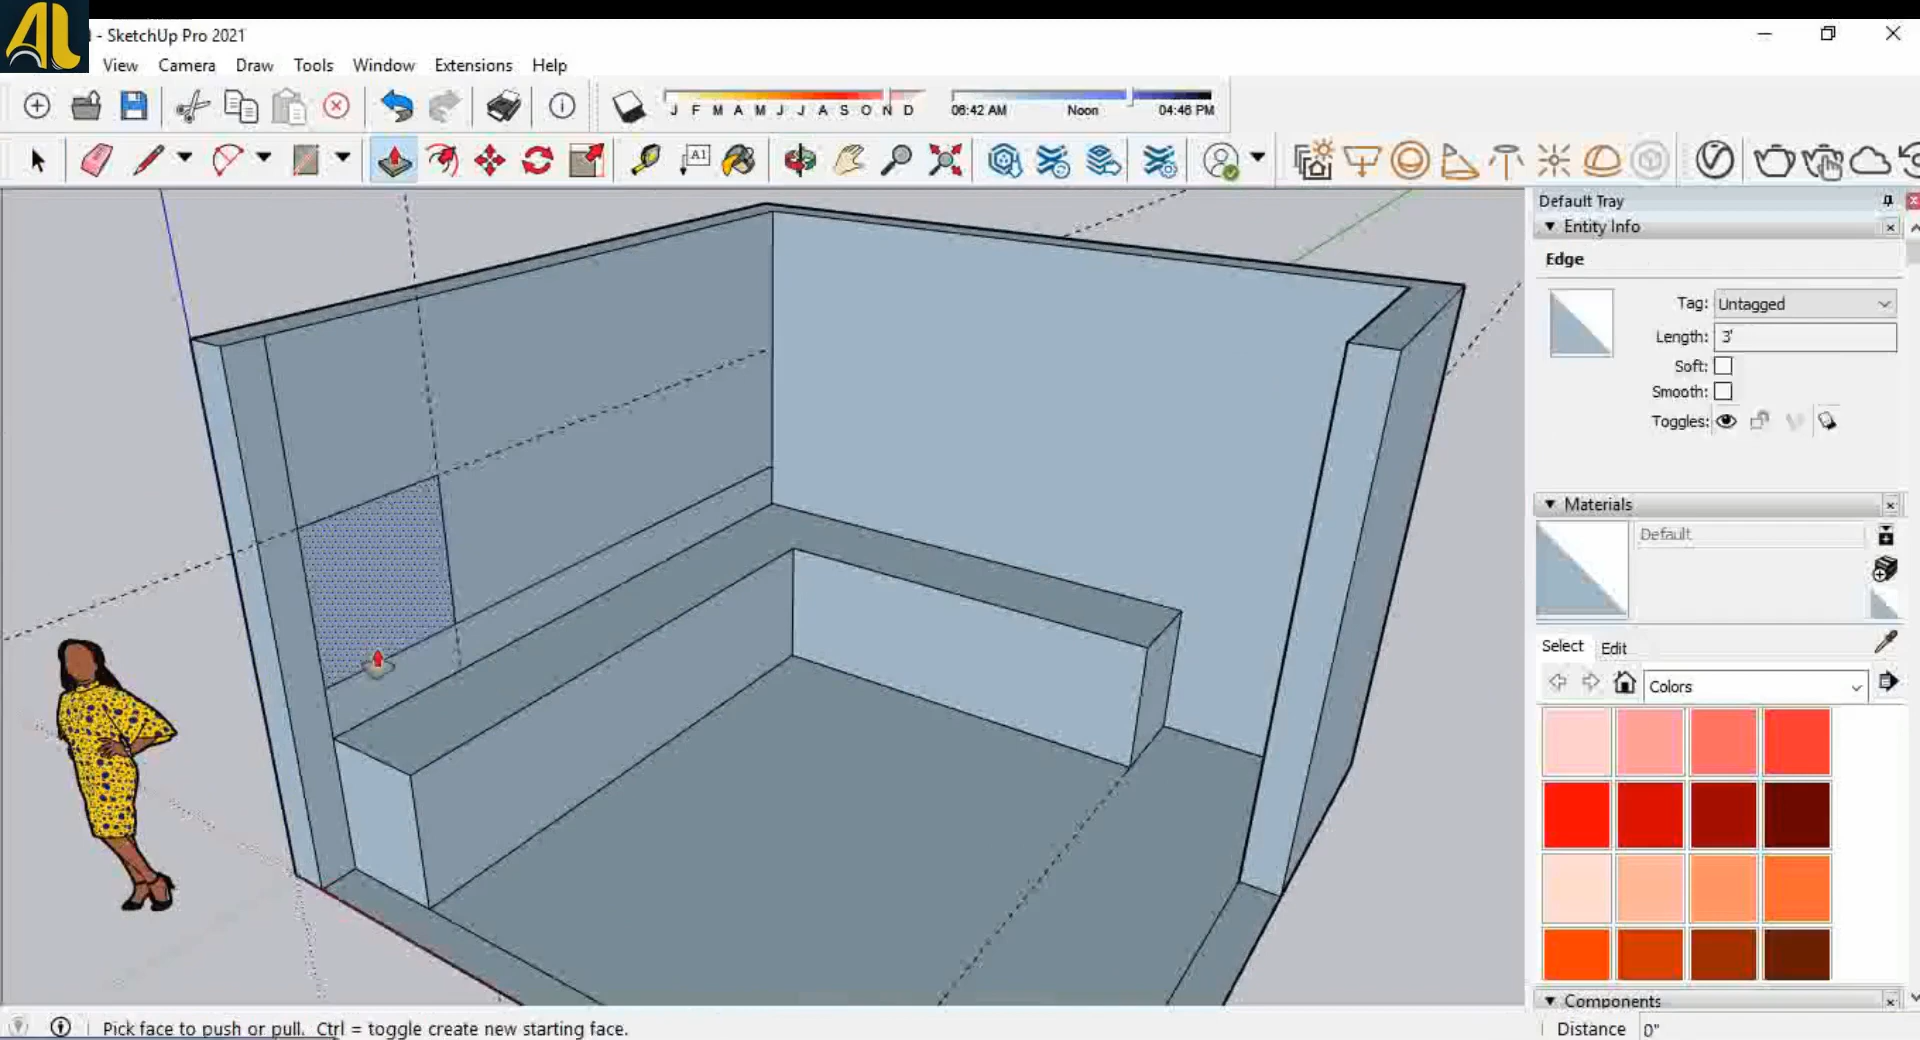 AL
- SketchUp Pro 2021
View Camera Draw Tools Window Extensions Help
J F M A M J J A S O N D
06:42 AM Noon 04:46 PM
A1
Default Tray
Entity Info
Edge
Tag: Untagged
Length: 3'
Soft:
Smooth:
Toggles:
Materials
Default
Select Edit
Colors
Components
Pick face to push or pull. Ctrl = toggle create new starting face.
Distance 0"